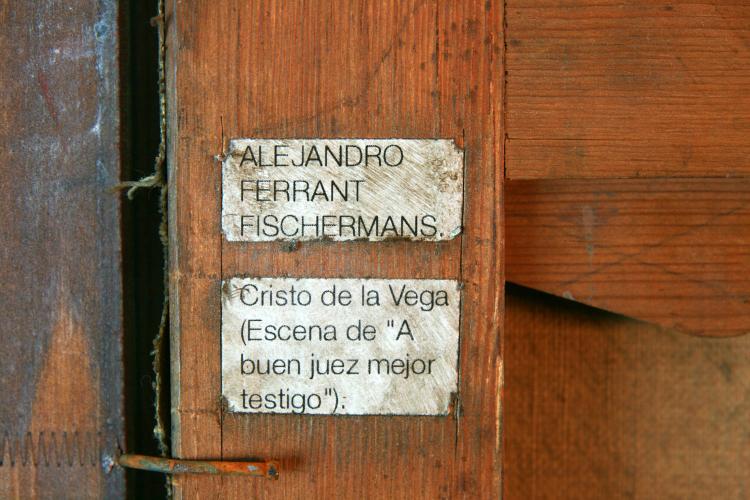 ALEJANDRO
FERRANT
FISCHERMANS.
Cristo de la Vega
(Escena de "A
buen juez mejor
testigo").